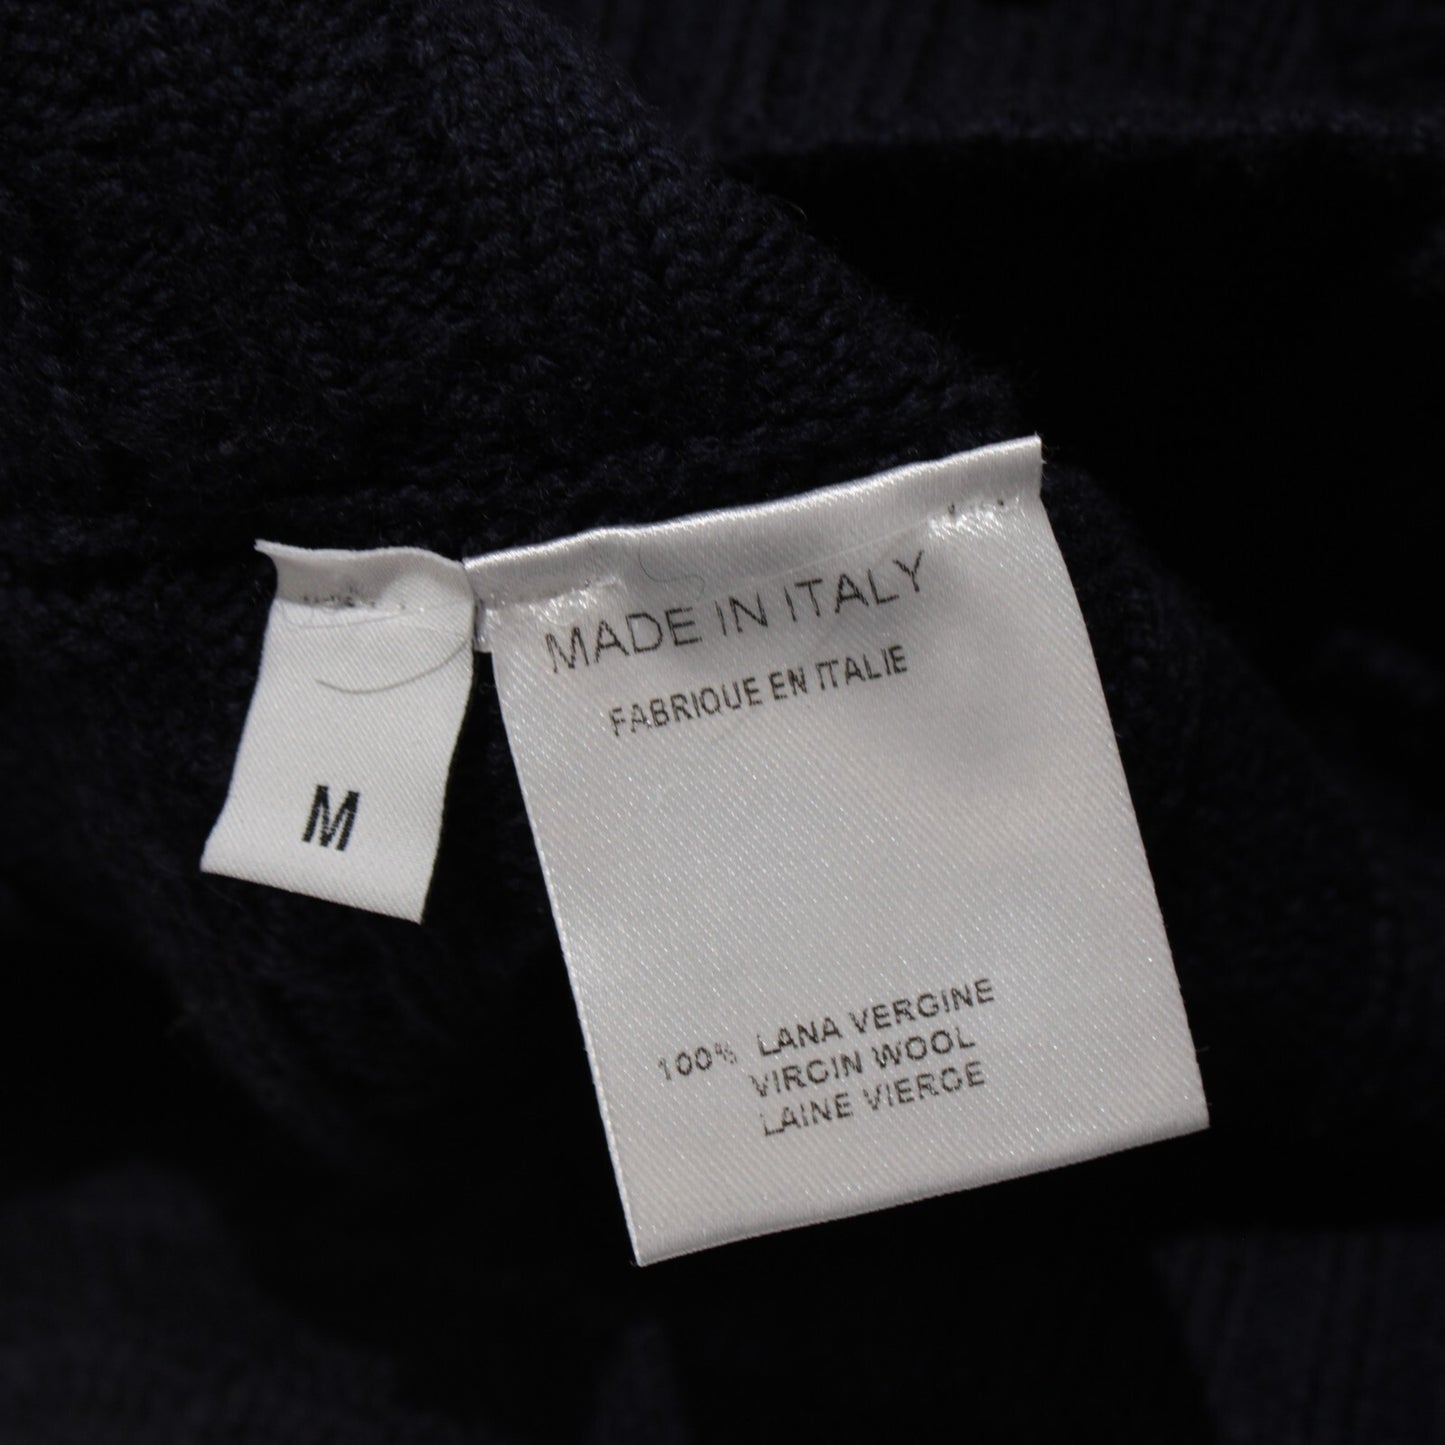 M
MADE IN ITALY
FABRIQUE EN ITALIE
100% LANA VERGINE
VIRGIN WOOL
LAINE VIERGE